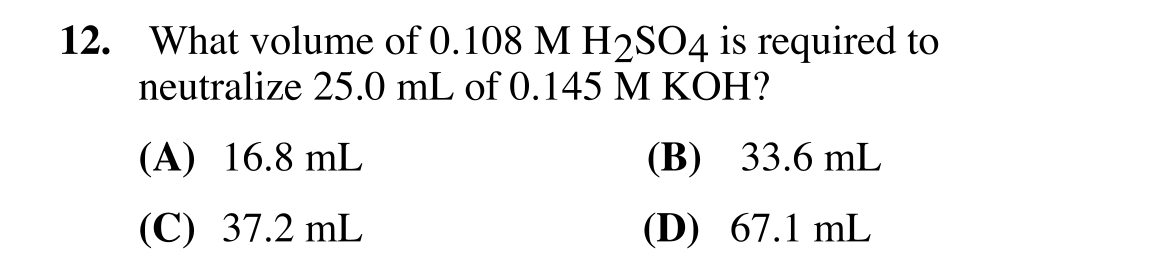 12. What volume of 0.108 M H2SO4 is required to
neutralize 25.0 mL of 0.145 M KOH?
(A) 16.8 mL (B) 33.6 mL
(C) 37.2 mL (D) 67.1 mL